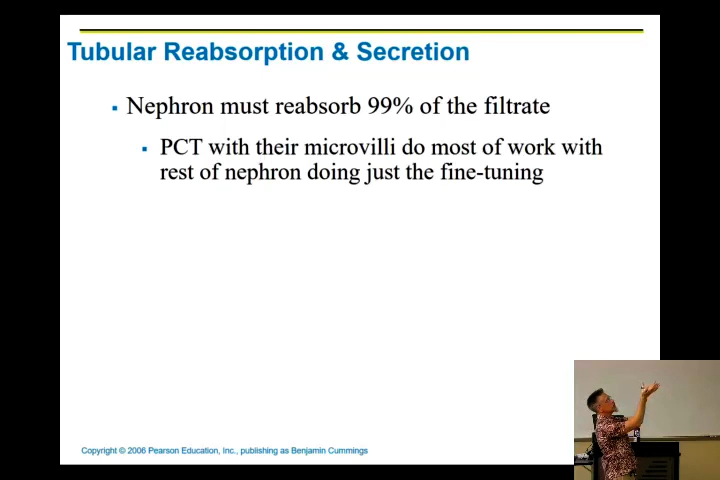 Tubular Reabsorption & Secretion
▪ Nephron must reabsorb 99% of the filtrate
▪ PCT with their microvilli do most of work with
rest of nephron doing just the fine-tuning
Copyright © 2006 Pearson Education, Inc., publishing as Benjamin Cummings